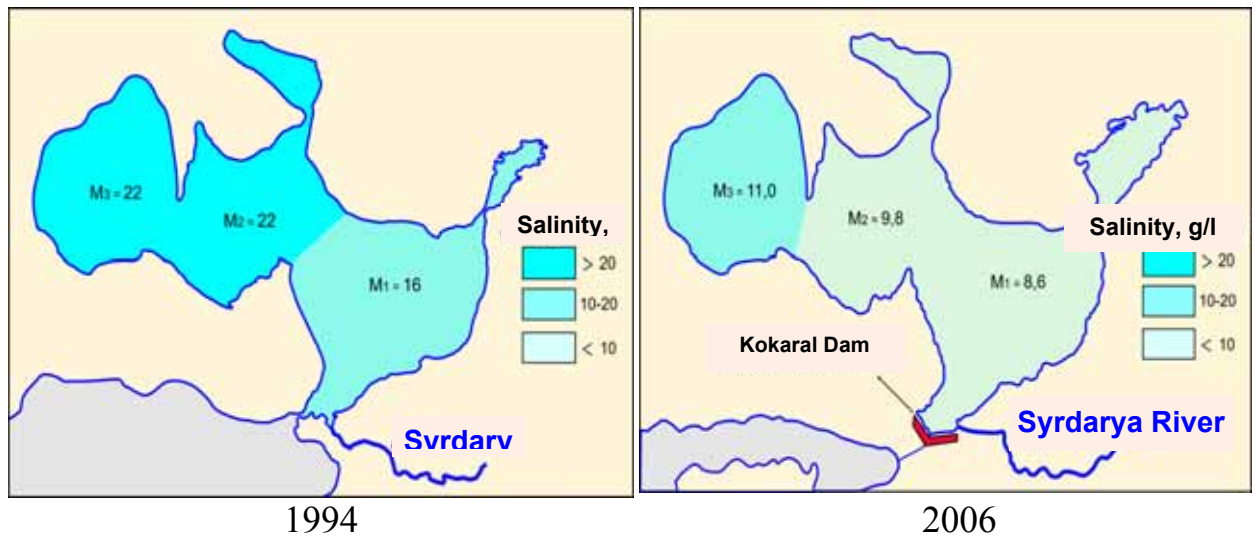 M3 = 22
M2 = 22
M1 = 16
Salinity,
> 20
10-20
< 10
Syrdary
1994
M3 = 11,0
M2 = 9,8
M1 = 8,6
Salinity, g/l
> 20
10-20
< 10
Kokaral Dam
Syrdarya River
2006